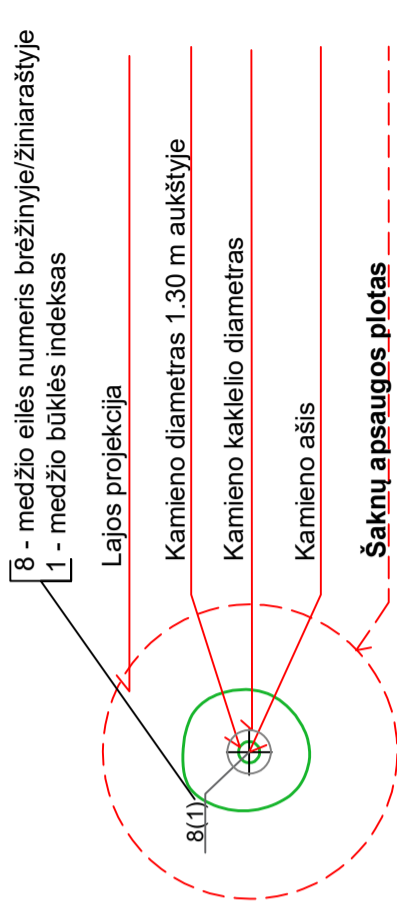 8 - medžio eilės numeris brėžinyje/žiniaraštyje
1 - medžio būklės indeksas
Lajos projekcija
Kamieno diametras 1.30 m aukštyje
Kamieno kaklelio diametras
Kamieno ašis
Šaknų apsaugos plotas
8(1)